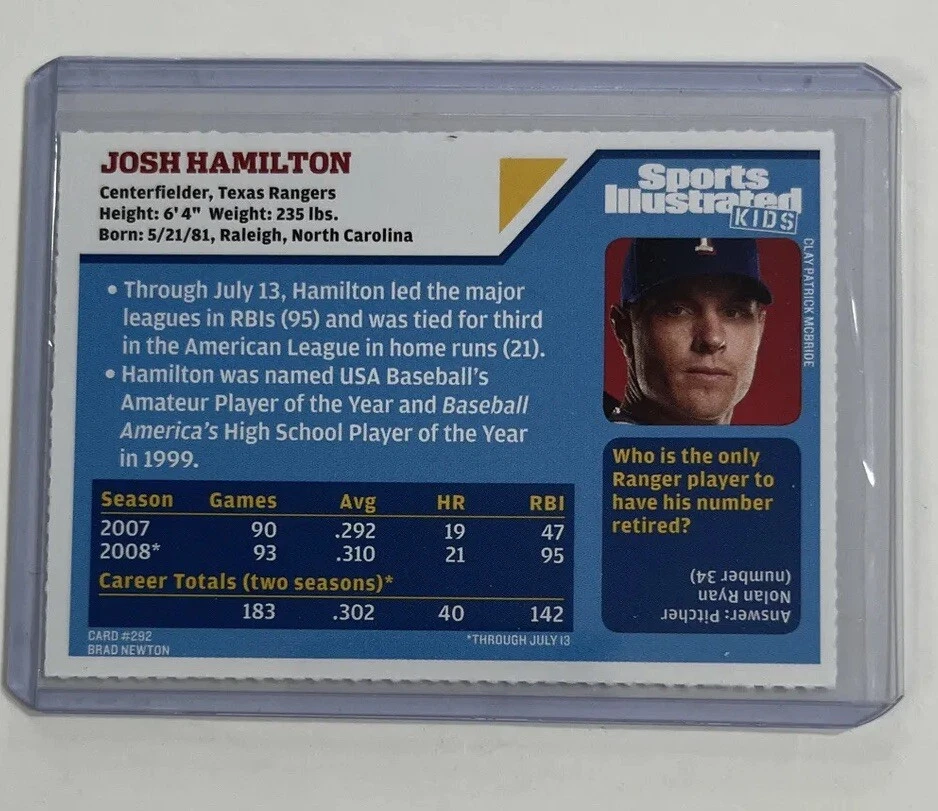 JOSH HAMILTON
Centerfielder, Texas Rangers
Height: 6'4" Weight: 235 lbs.
Born: 5/21/81, Raleigh, North Carolina
Sports
Illustrated
KIDS
CLAY PATRICK MCBRIDE
• Through July 13, Hamilton led the major
leagues in RBIs (95) and was tied for third
in the American League in home runs (21).
• Hamilton was named USA Baseball's
Amateur Player of the Year and Baseball
America's High School Player of the Year
in 1999.
Season Games Avg HR RBI
2007 90 .292 19 47
2008* 93 .310 21 95
Career Totals (two seasons)*
183 .302 40 142
CARD #292
BRAD NEWTON
*THROUGH JULY 13
Who is the only
Ranger player to
have his number
retired?
Answer: Pitcher
Nolan Ryan
(number 34)